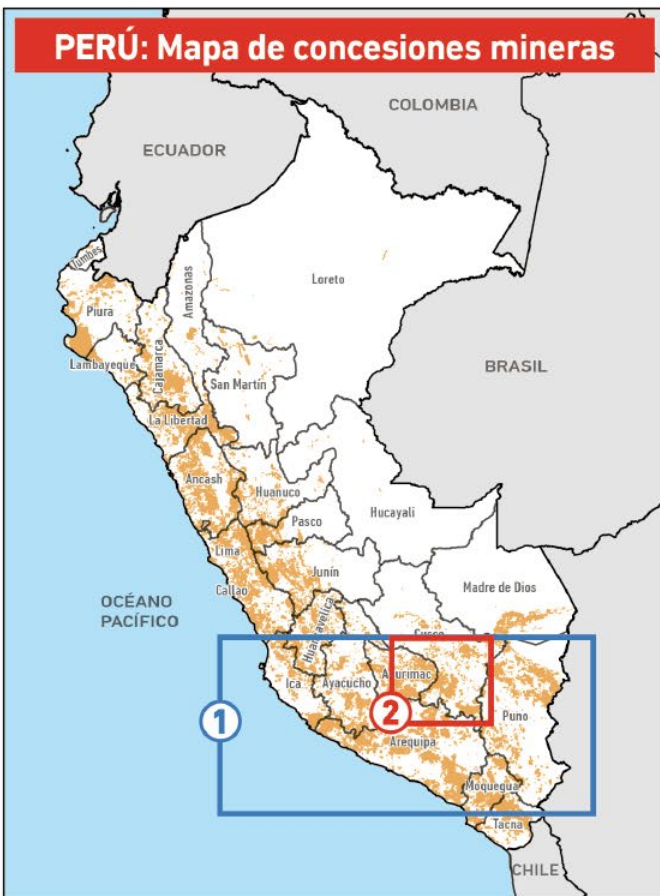 PERÚ: Mapa de concesiones mineras
COLOMBIA
ECUADOR
Tumbes
Loreto
Amazonas
Piura
Lambayeque
Cajamarca
San Martín
BRASIL
La Libertad
Ancash
Huanuco
Hucayali
Pasco
Lima
Junín
Callao
Madre de Dios
OCÉANO
PACÍFICO
Huancavelica
Cusco
Ica
Ayacucho
Apurimac
Puno
1
2
Arequipa
Moquegua
Tacna
CHILE